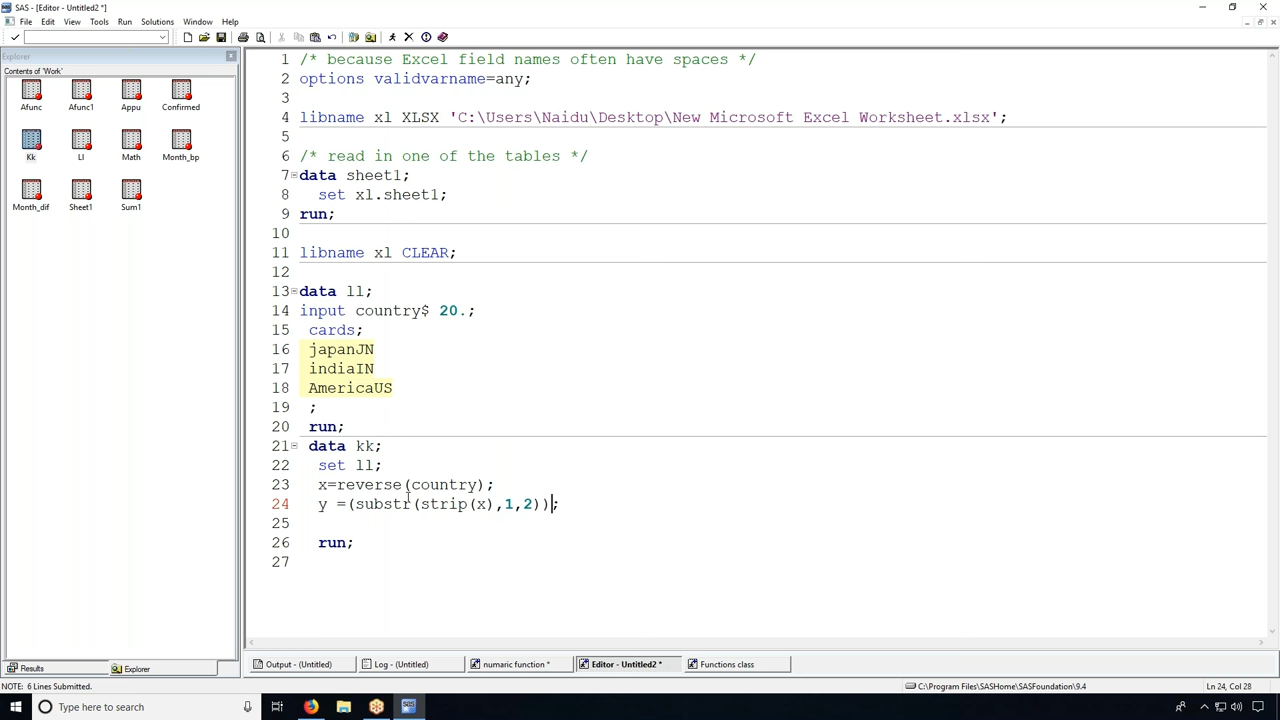 SAS - [Editor - Untitled2 *]
File Edit View Tools Run Solutions Window Help
Explorer
Contents of 'Work'
Afunc Afunc1 Appu Confirmed
Kk Ll Math Month_bp
Month_dif Sheet1 Sum1
1 /* because Excel field names often have spaces */
2 options validvarname=any;
3
4 libname xl XLSX 'C:\Users\Naidu\Desktop\New Microsoft Excel Worksheet.xlsx';
5
6 /* read in one of the tables */
7 data sheet1;
8 set xl.sheet1;
9 run;
10
11 libname xl CLEAR;
12
13 data ll;
14 input country$ 20.;
15 cards;
16 japanJN
17 indiaIN
18 AmericaUS
19 ;
20 run;
21 data kk;
22 set ll;
23 x=reverse(country);
24 y =(substr(strip(x),1,2));
25
26 run;
27
Results Explorer
Output - (Untitled) Log - (Untitled) numaric function * Editor - Untitled2 * Functions class
NOTE: 6 Lines Submitted.
C:\Program Files\SASHome\SASFoundation\9.4
Ln 24, Col 28
Type here to search